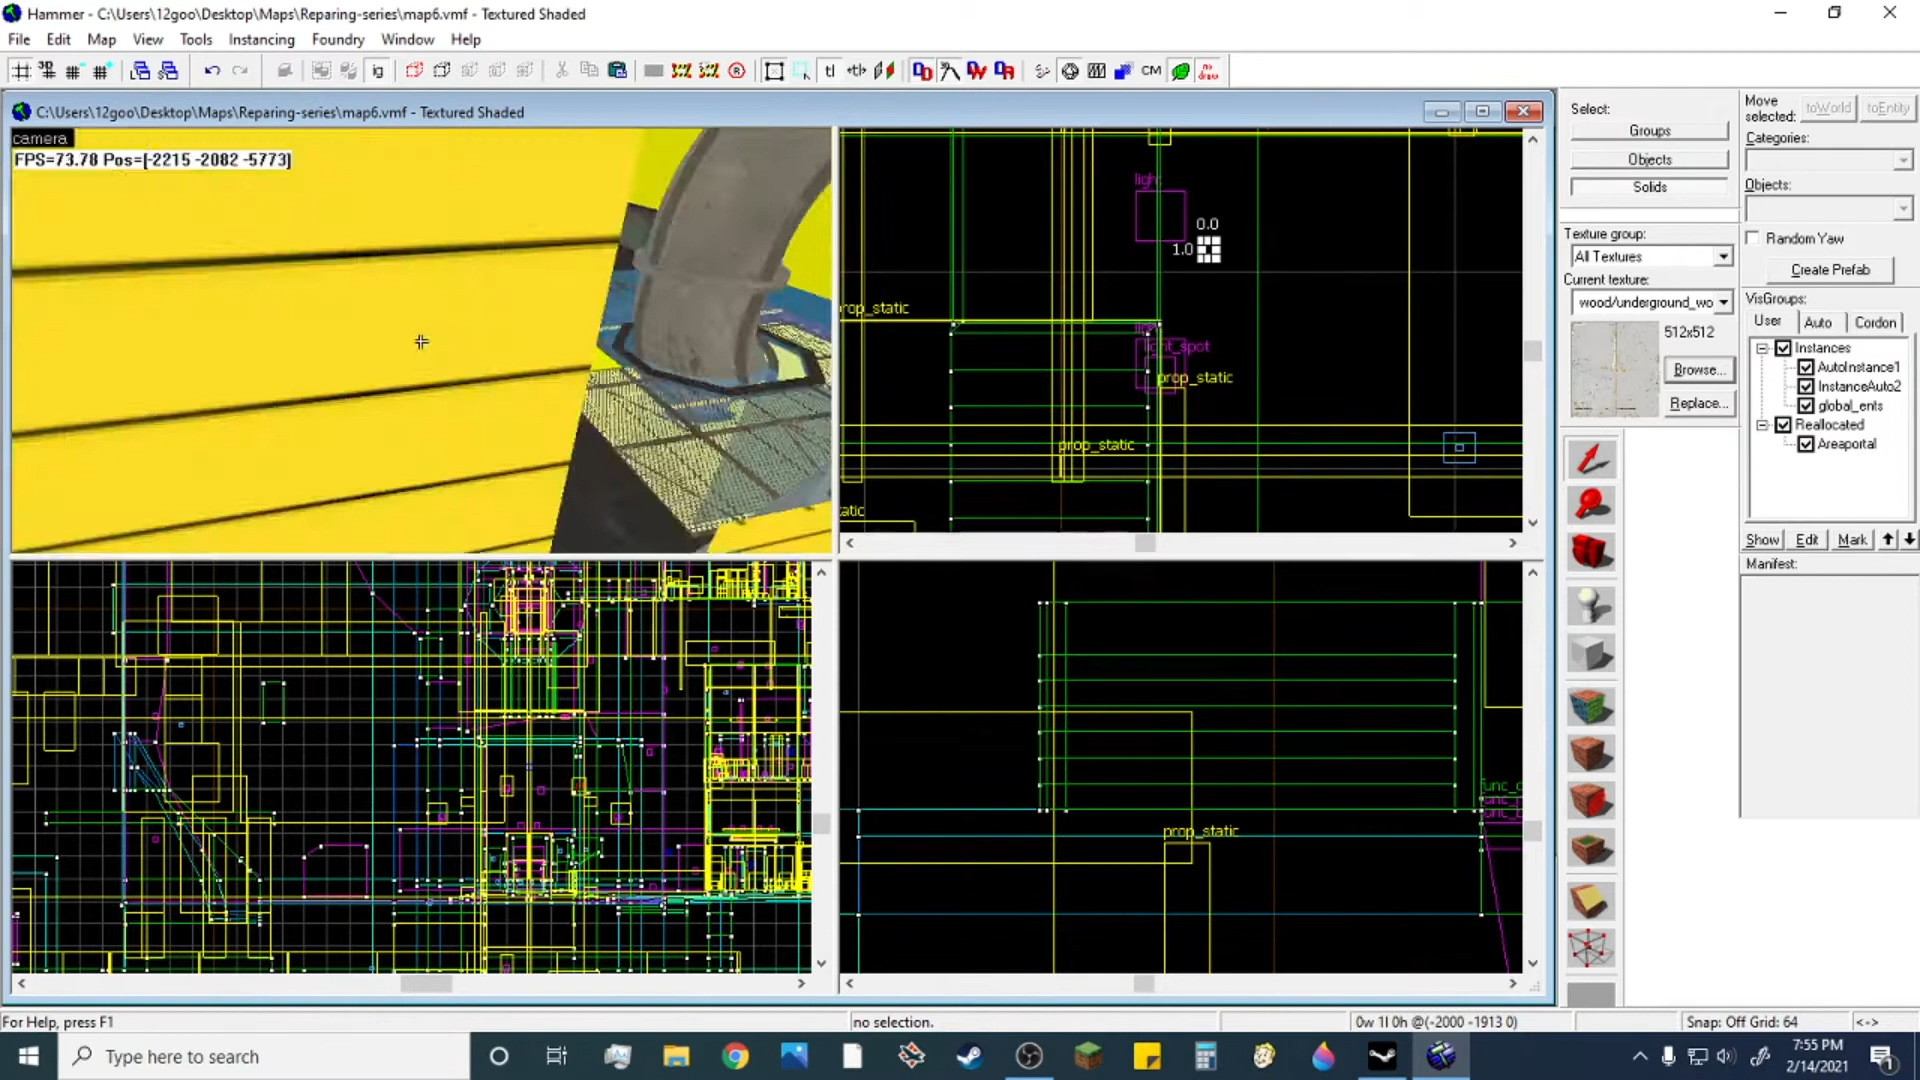 Hammer - C:\Users\12goo\Desktop\Maps\Reparing-series\map6.vmf - Textured Shaded
File Edit Map View Tools Instancing Foundry Window Help
ig tl CM
C:\Users\12goo\Desktop\Maps\Reparing-series\map6.vmf - Textured Shaded
camera
FPS=73.78 Pos=[-2215 -2082 -5773]
light
0.0
1.0
prop_static
light_spot
prop_static
prop_static
prop_static
Select:
Groups
Objects
Solids
Texture group:
All Textures
Current texture:
wood/underground_wo
512x512
Browse...
Replace...
Move selected:
toWorld
toEntity
Categories:
Objects:
Random Yaw
Create Prefab
VisGroups:
User Auto Cordon
Instances
AutoInstance1
InstanceAuto2
global_ents
Reallocated
Areaportal
Show Edit Mark
Manifest:
For Help, press F1
no selection.
0w 1l 0h @(-2000 -1913 0)
Snap: Off Grid: 64
<->
Type here to search
7:55 PM
2/14/2021